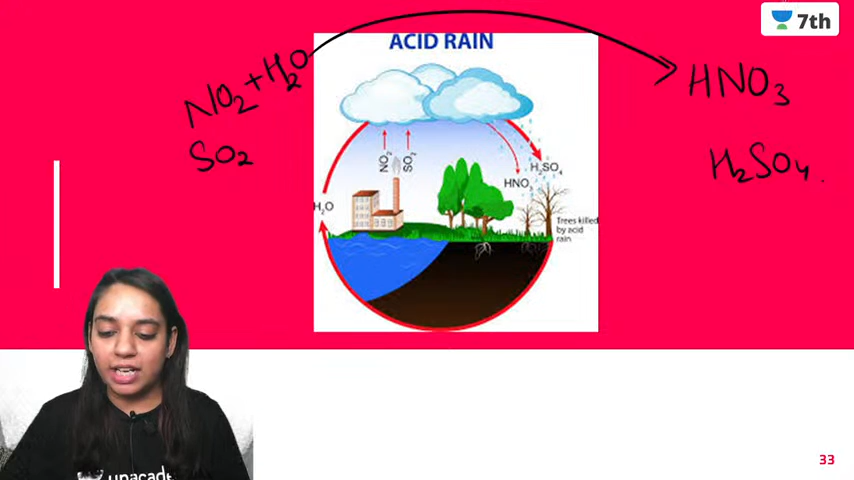 7th
ACID RAIN
NO2+H2O
HNO3
SO2
H2SO4
NO2
SO2
H2SO4
HNO3
H2O
Trees killed
by acid
rain
unacad
33